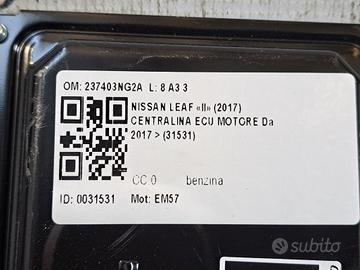 OM: 237403NG2A L: 8 A3 3
NISSAN LEAF «II» (2017)
CENTRALINA ECU MOTORE Da
2017 > (31531)
CC 0 benzina
ID: 0031531 Mot: EM57
subito